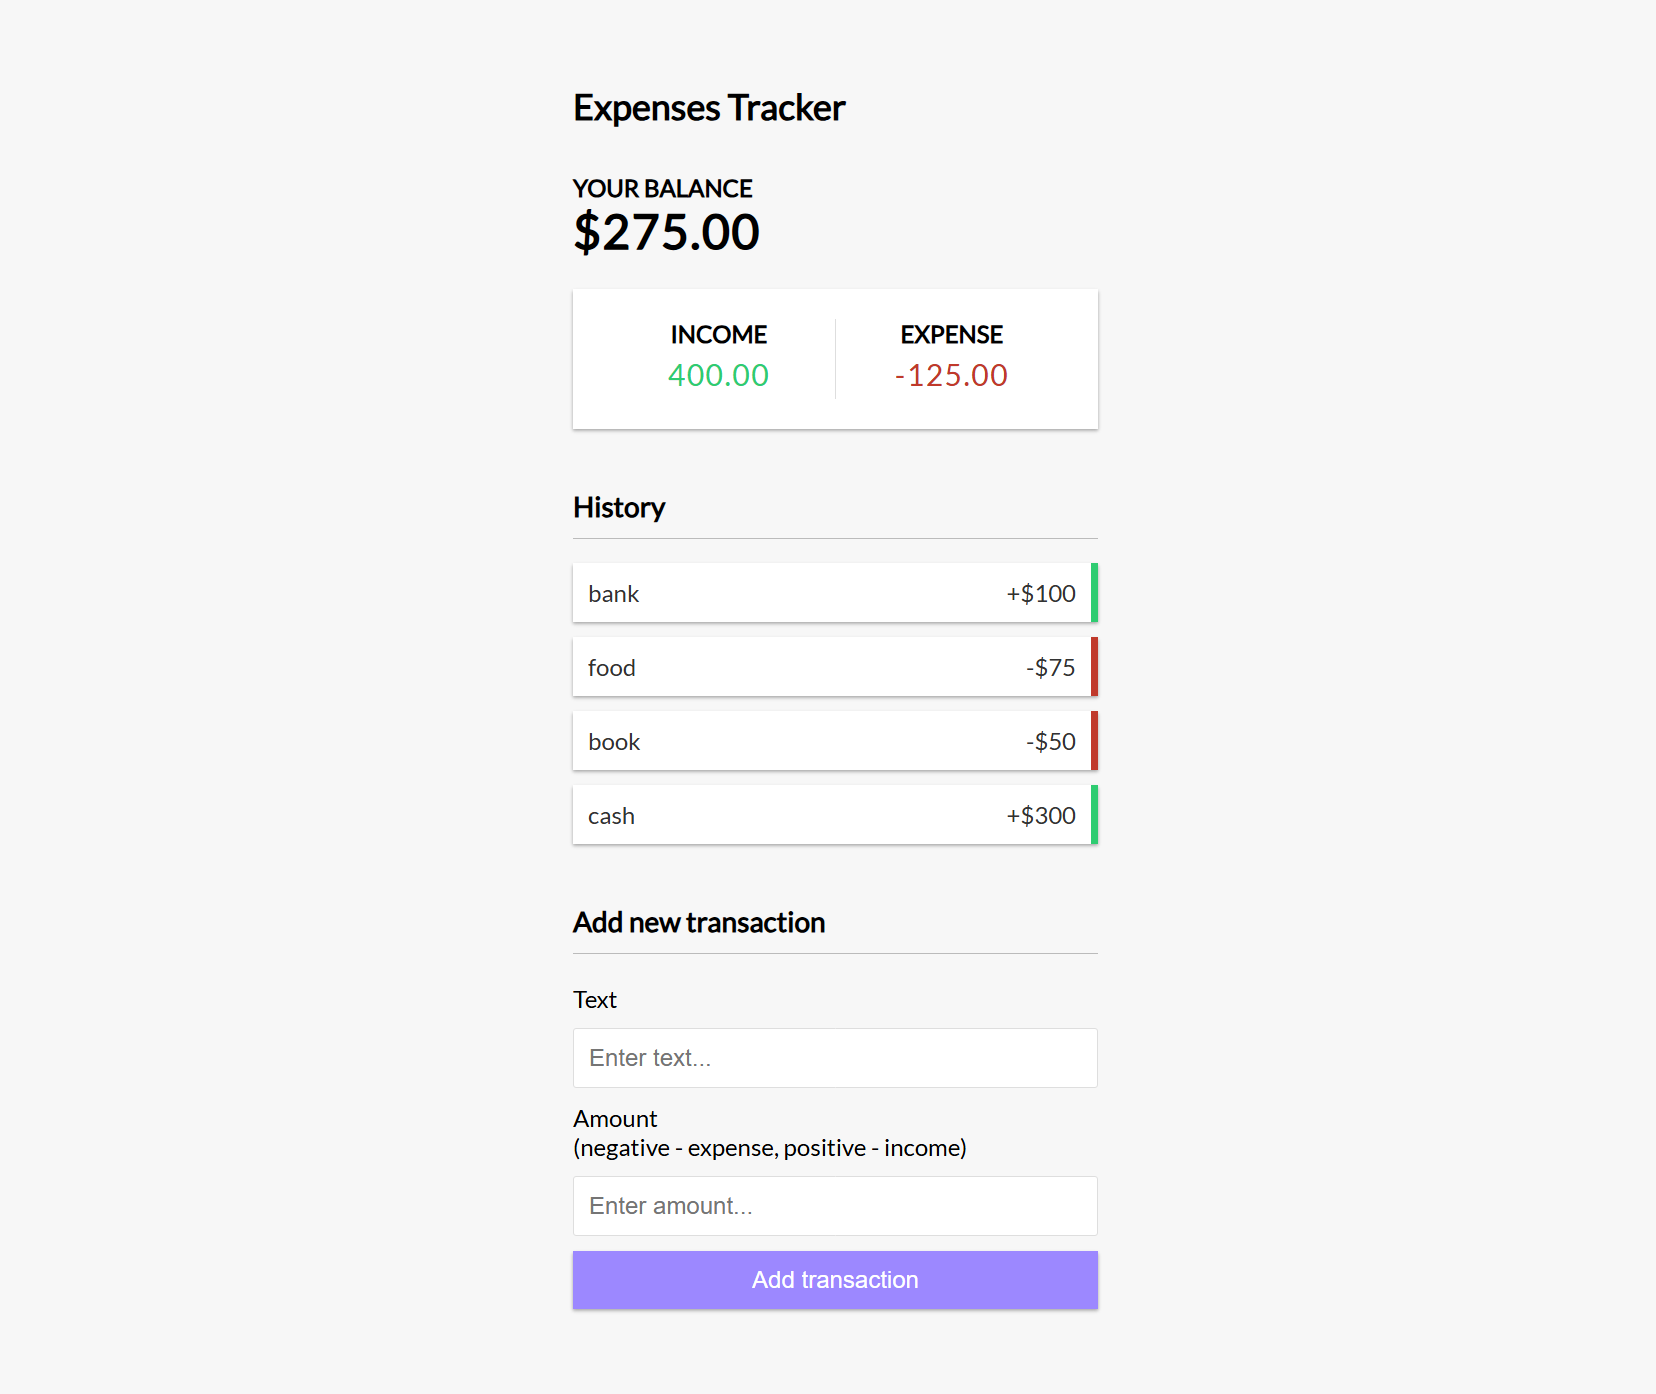 Expenses Tracker
YOUR BALANCE
$275.00
INCOME EXPENSE
400.00 -125.00
History
bank +$100
food -$75
book -$50
cash +$300
Add new transaction
Text
Enter text...
Amount
(negative - expense, positive - income)
Enter amount...
Add transaction